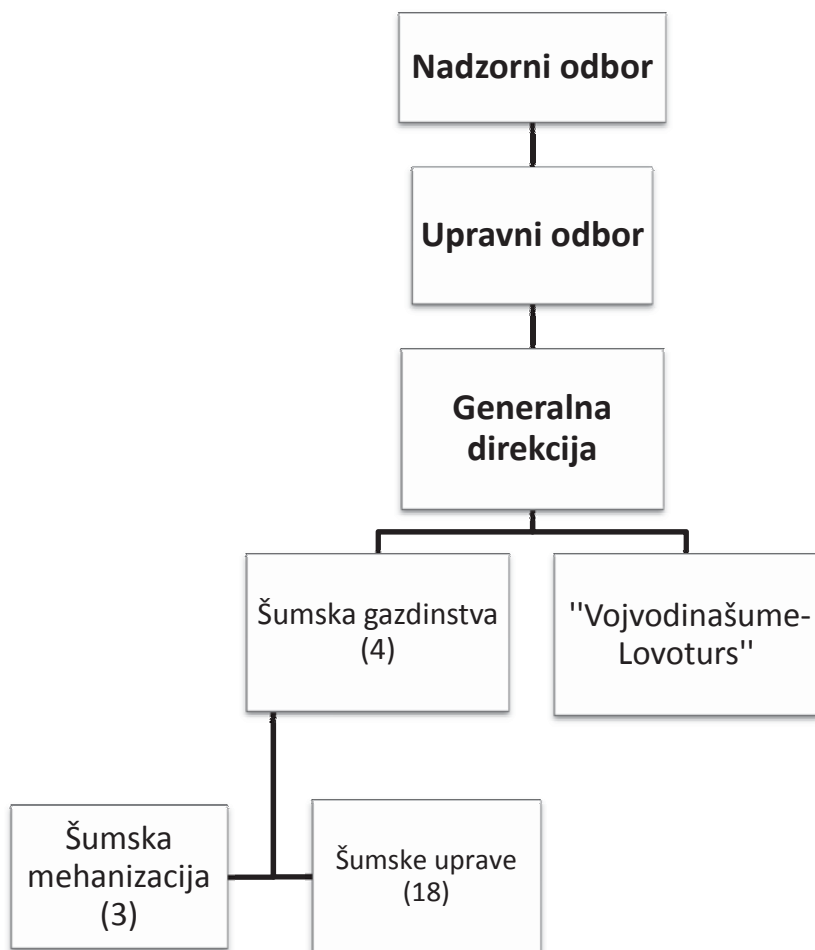 Nadzorni odbor
Upravni odbor
Generalna
direkcija
Šumska gazdinstva
(4)
"Vojvodinašume-
Lovoturs"
Šumska
mehanizacija
(3)
Šumske uprave
(18)